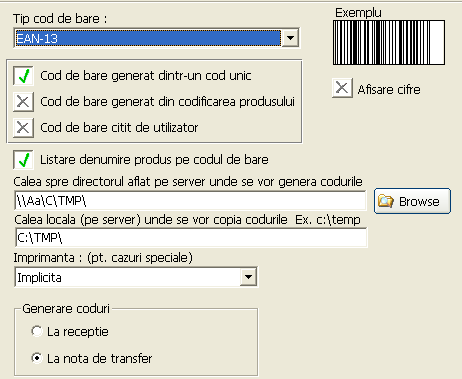 Tip cod de bare :
Exemplu
EAN-13
Cod de bare generat dintr-un cod unic
Afisare cifre
Cod de bare generat din codificarea produsului
Cod de bare citit de utilizator
Listare denumire produs pe codul de bare
Calea spre directorul aflat pe server unde se vor genera codurile
\\Aa\C\TMP\
Browse
Calea locala (pe server) unde se vor copia codurile Ex. c:\temp
C:\TMP\
Imprimanta : (pt. cazuri speciale)
Implicita
Generare coduri
La receptie
La nota de transfer